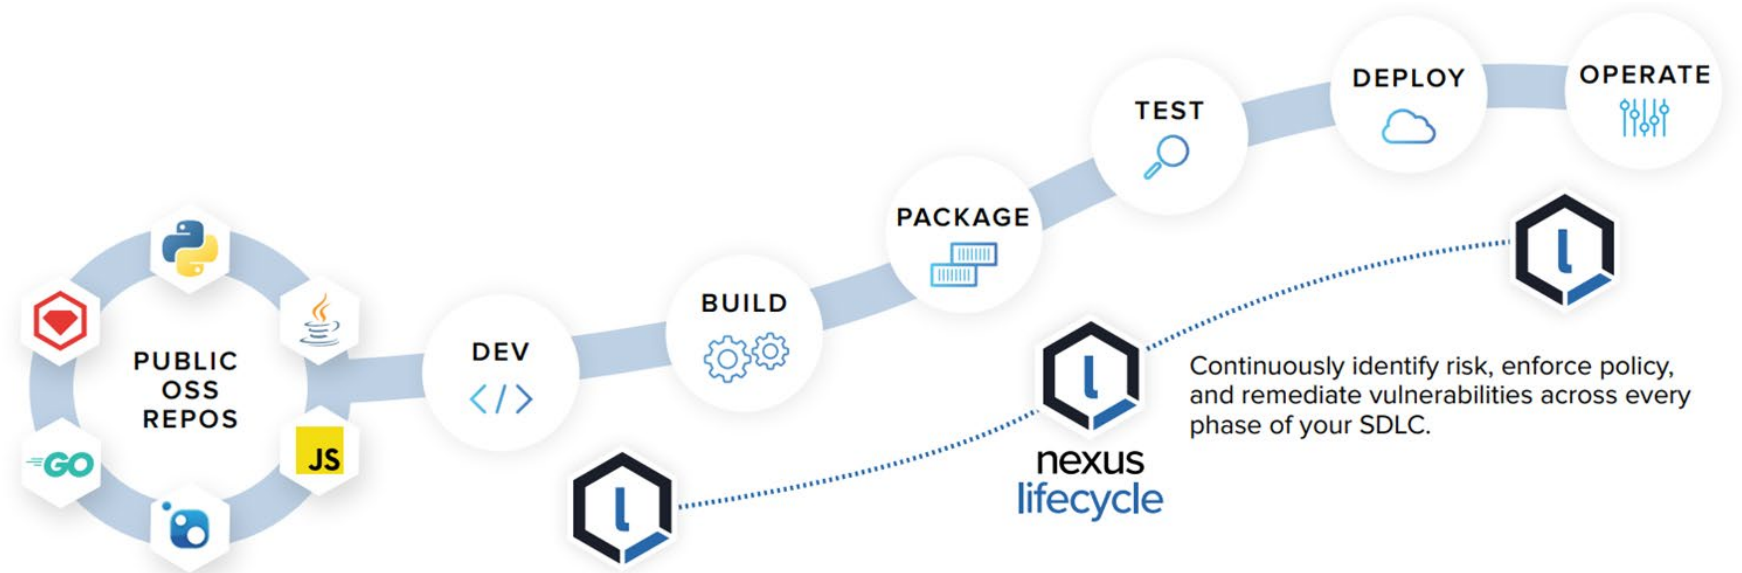 PUBLIC
OSS
REPOS
GO
JS
DEV
</>
BUILD
PACKAGE
TEST
DEPLOY
OPERATE
l
l
l
nexus
lifecycle
Continuously identify risk, enforce policy,
and remediate vulnerabilities across every
phase of your SDLC.